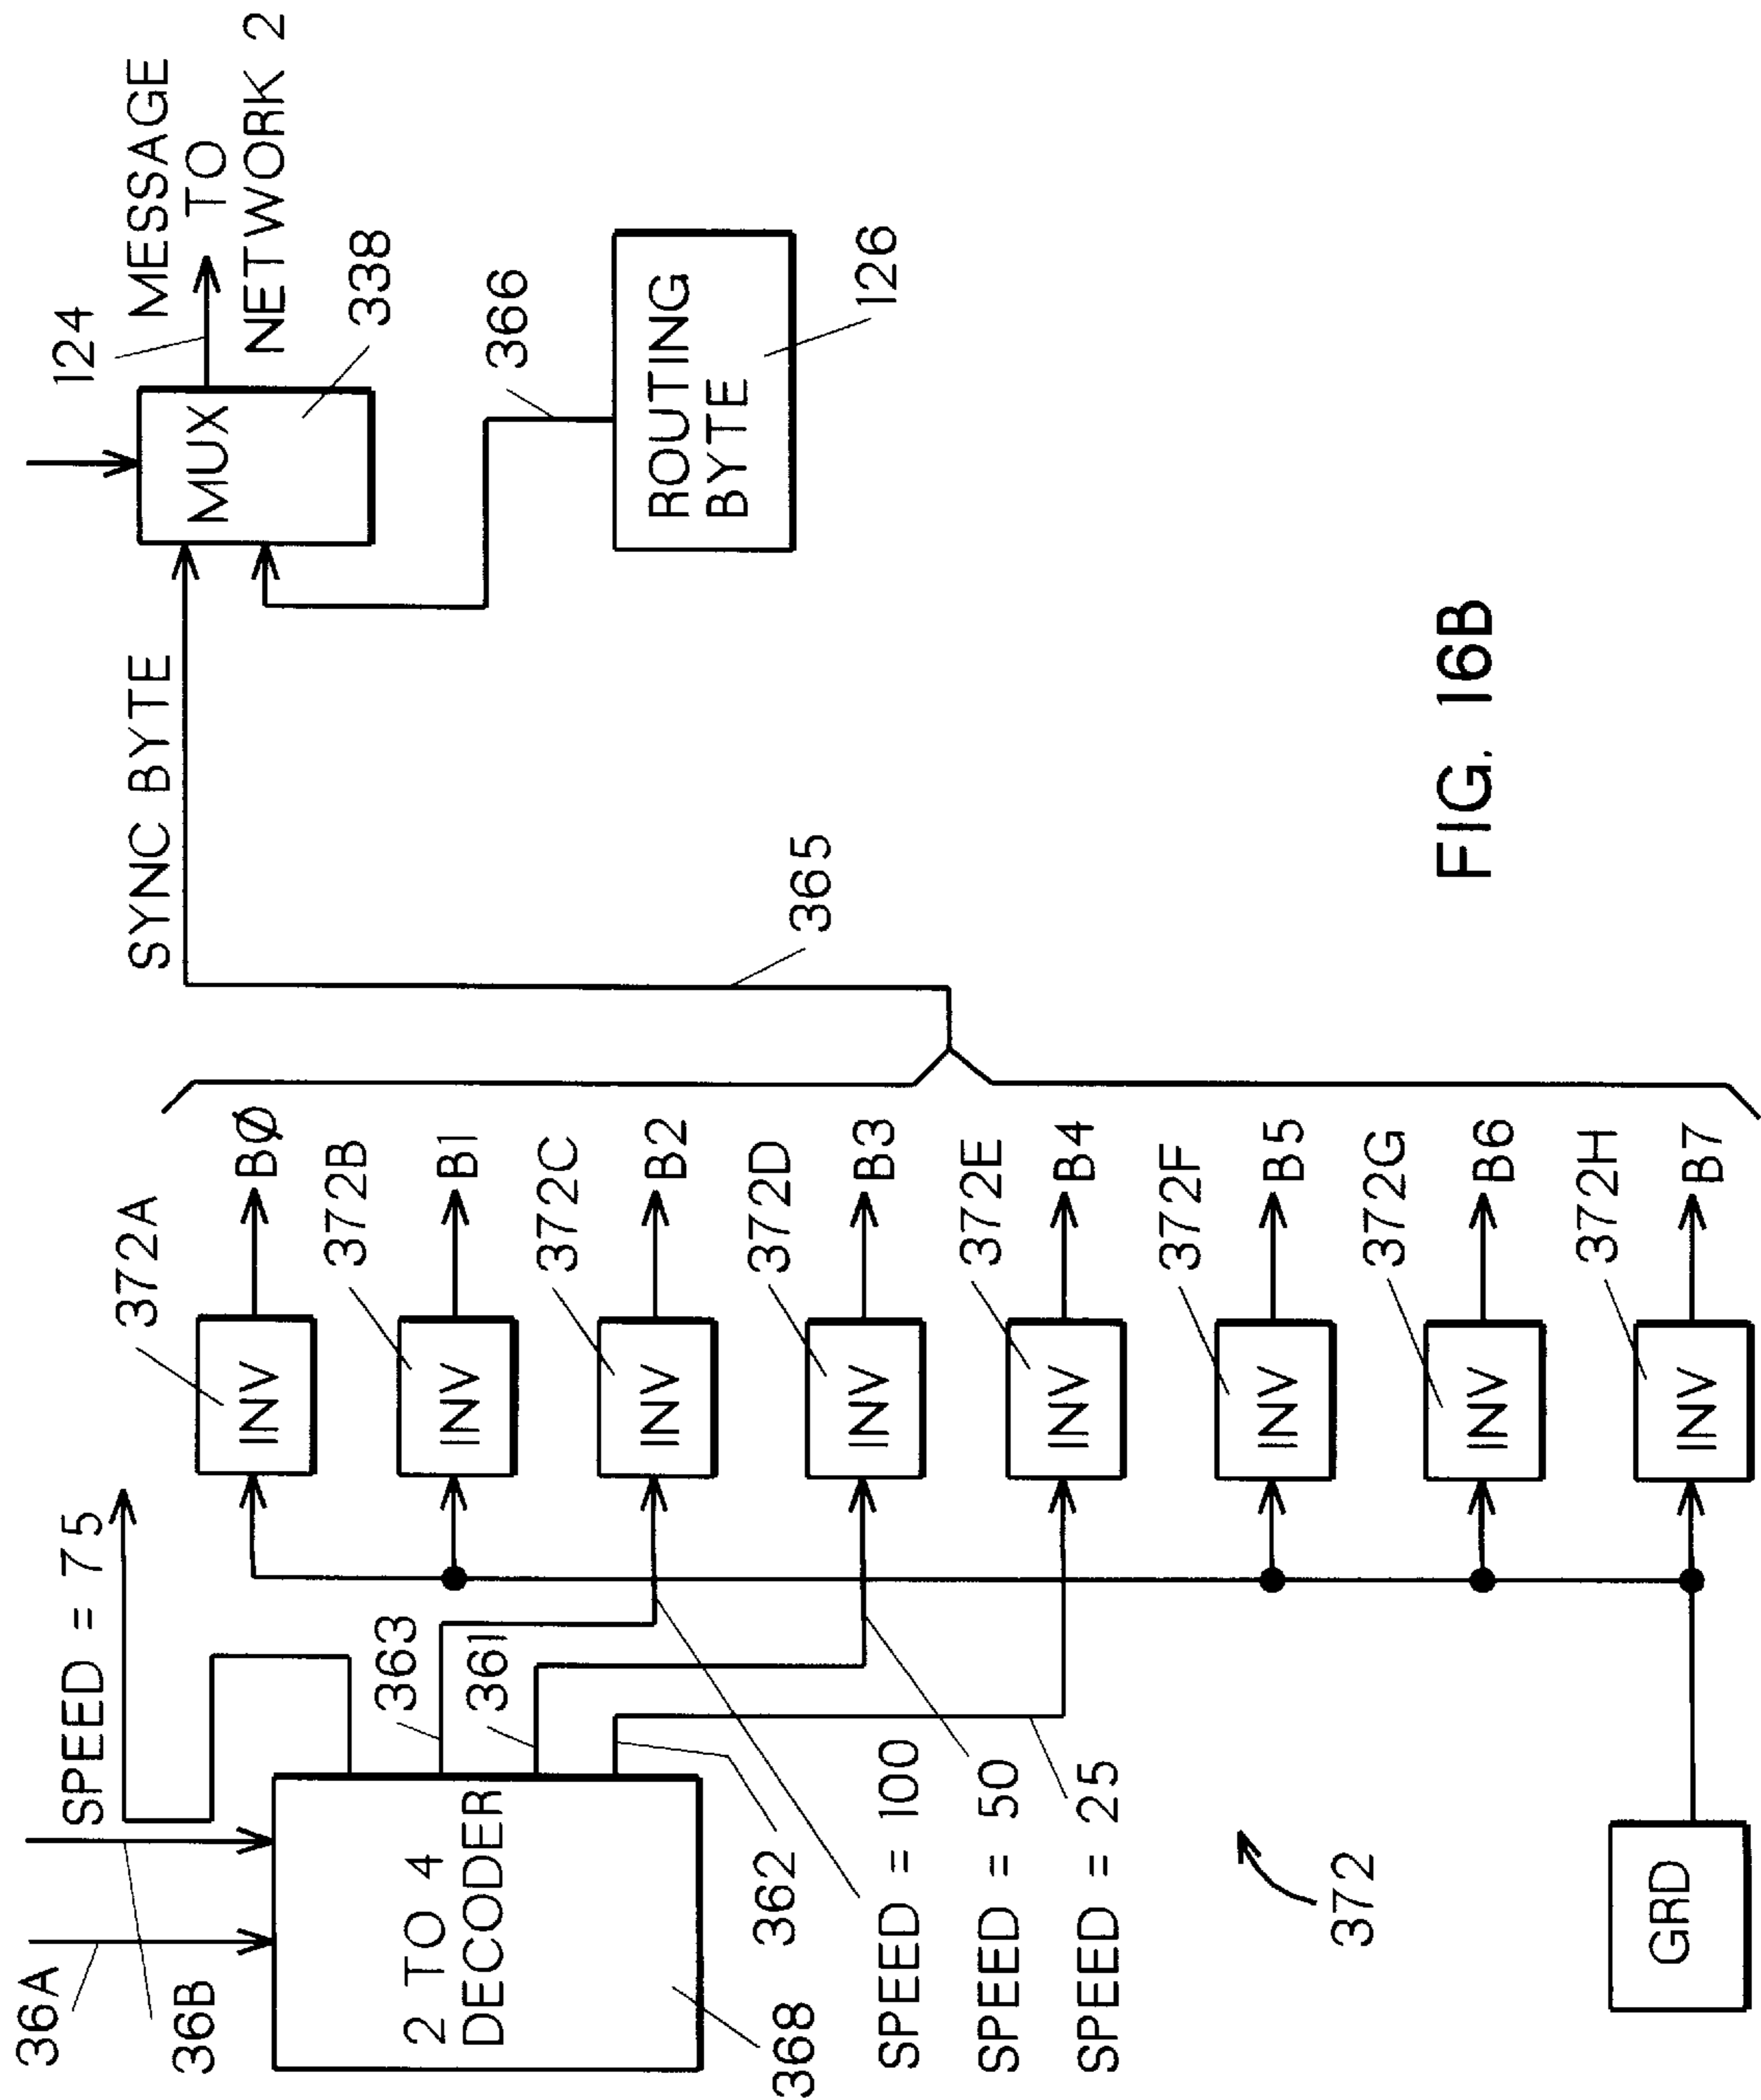 36A
36B
SPEED = 75
2 TO 4
DECODER
368
363
361
362
SPEED = 100
SPEED = 50
SPEED = 25
372
GRD
372A
INV
BØ
372B
INV
B1
372C
INV
B2
372D
INV
B3
372E
INV
B4
372F
INV
B5
372G
INV
B6
372H
INV
B7
365
SYNC BYTE
MUX
124
MESSAGE
TO
NETWORK 2
338
366
ROUTING
BYTE
126
FIG. 16B